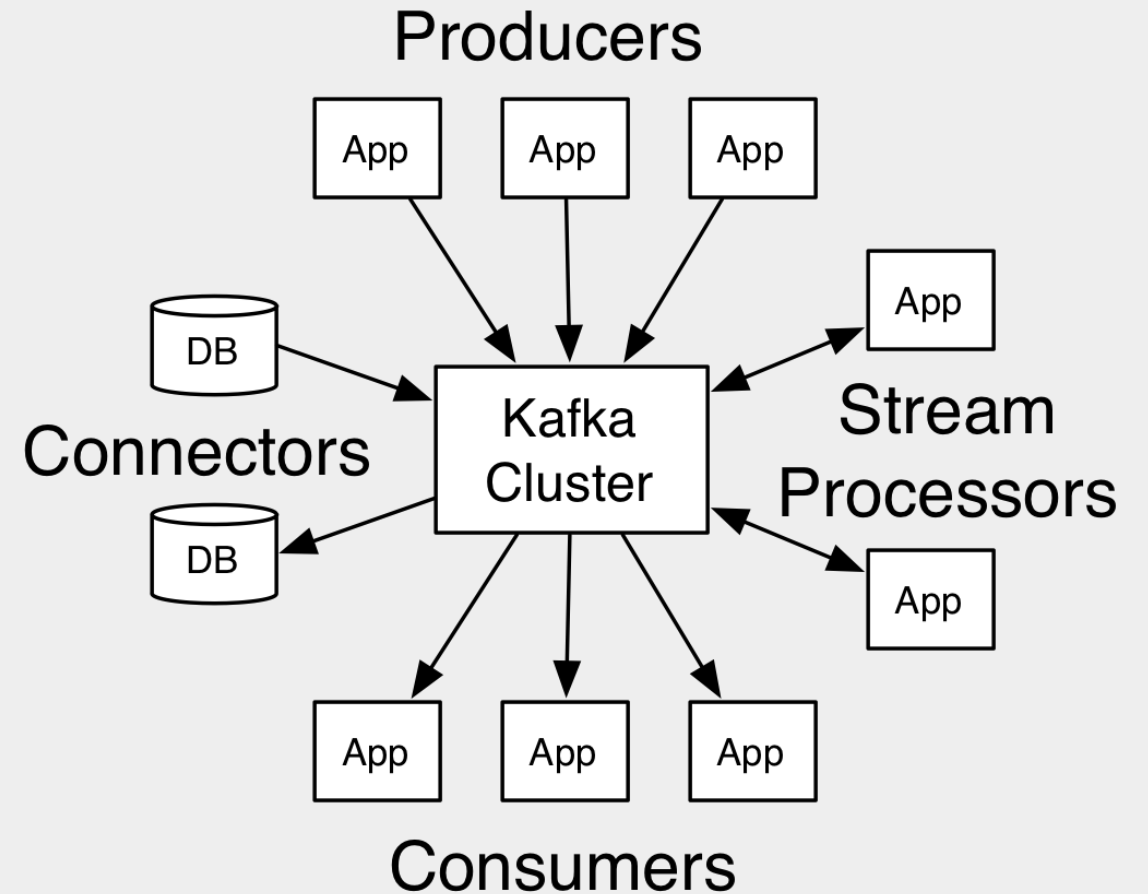 Producers
App
App
App
App
DB
Kafka
Cluster
Stream
Processors
Connectors
DB
App
App
App
App
Consumers